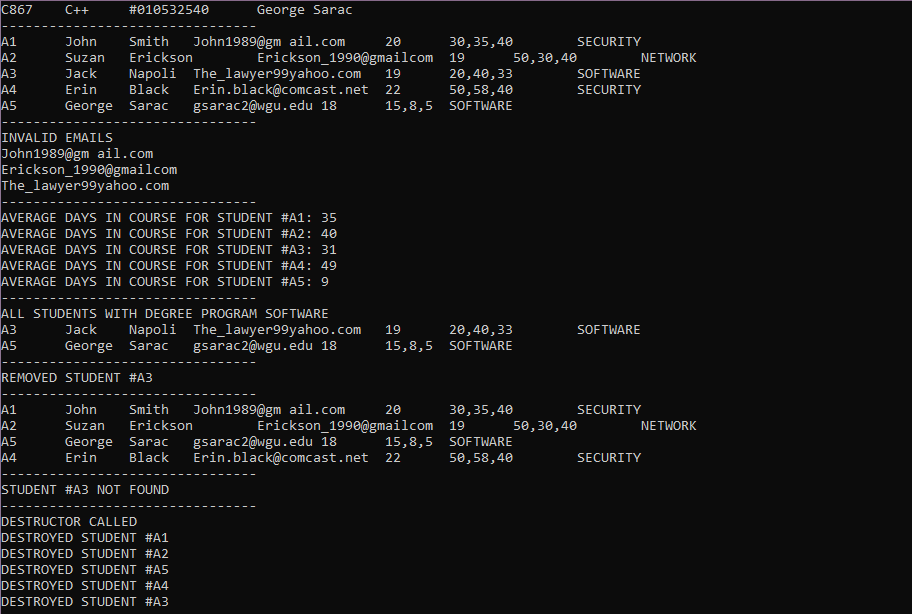 C867    C++     #010532540      George Sarac
--------------------------------
A1      John    Smith   John1989@gm ail.com     20      30,35,40        SECURITY
A2      Suzan   Erickson        Erickson_1990@gmailcom  19      50,30,40        NETWORK
A3      Jack    Napoli  The_lawyer99yahoo.com   19      20,40,33        SOFTWARE
A4      Erin    Black   Erin.black@comcast.net  22      50,58,40        SECURITY
A5      George  Sarac   gsarac2@wgu.edu 18      15,8,5  SOFTWARE
--------------------------------
INVALID EMAILS
John1989@gm ail.com
Erickson_1990@gmailcom
The_lawyer99yahoo.com
--------------------------------
AVERAGE DAYS IN COURSE FOR STUDENT #A1: 35
AVERAGE DAYS IN COURSE FOR STUDENT #A2: 40
AVERAGE DAYS IN COURSE FOR STUDENT #A3: 31
AVERAGE DAYS IN COURSE FOR STUDENT #A4: 49
AVERAGE DAYS IN COURSE FOR STUDENT #A5: 9
--------------------------------
ALL STUDENTS WITH DEGREE PROGRAM SOFTWARE
A3      Jack    Napoli  The_lawyer99yahoo.com   19      20,40,33        SOFTWARE
A5      George  Sarac   gsarac2@wgu.edu 18      15,8,5  SOFTWARE
--------------------------------
REMOVED STUDENT #A3
--------------------------------
A1      John    Smith   John1989@gm ail.com     20      30,35,40        SECURITY
A2      Suzan   Erickson        Erickson_1990@gmailcom  19      50,30,40        NETWORK
A5      George  Sarac   gsarac2@wgu.edu 18      15,8,5  SOFTWARE
A4      Erin    Black   Erin.black@comcast.net  22      50,58,40        SECURITY
--------------------------------
STUDENT #A3 NOT FOUND
--------------------------------
DESTRUCTOR CALLED
DESTROYED STUDENT #A1
DESTROYED STUDENT #A2
DESTROYED STUDENT #A5
DESTROYED STUDENT #A4
DESTROYED STUDENT #A3